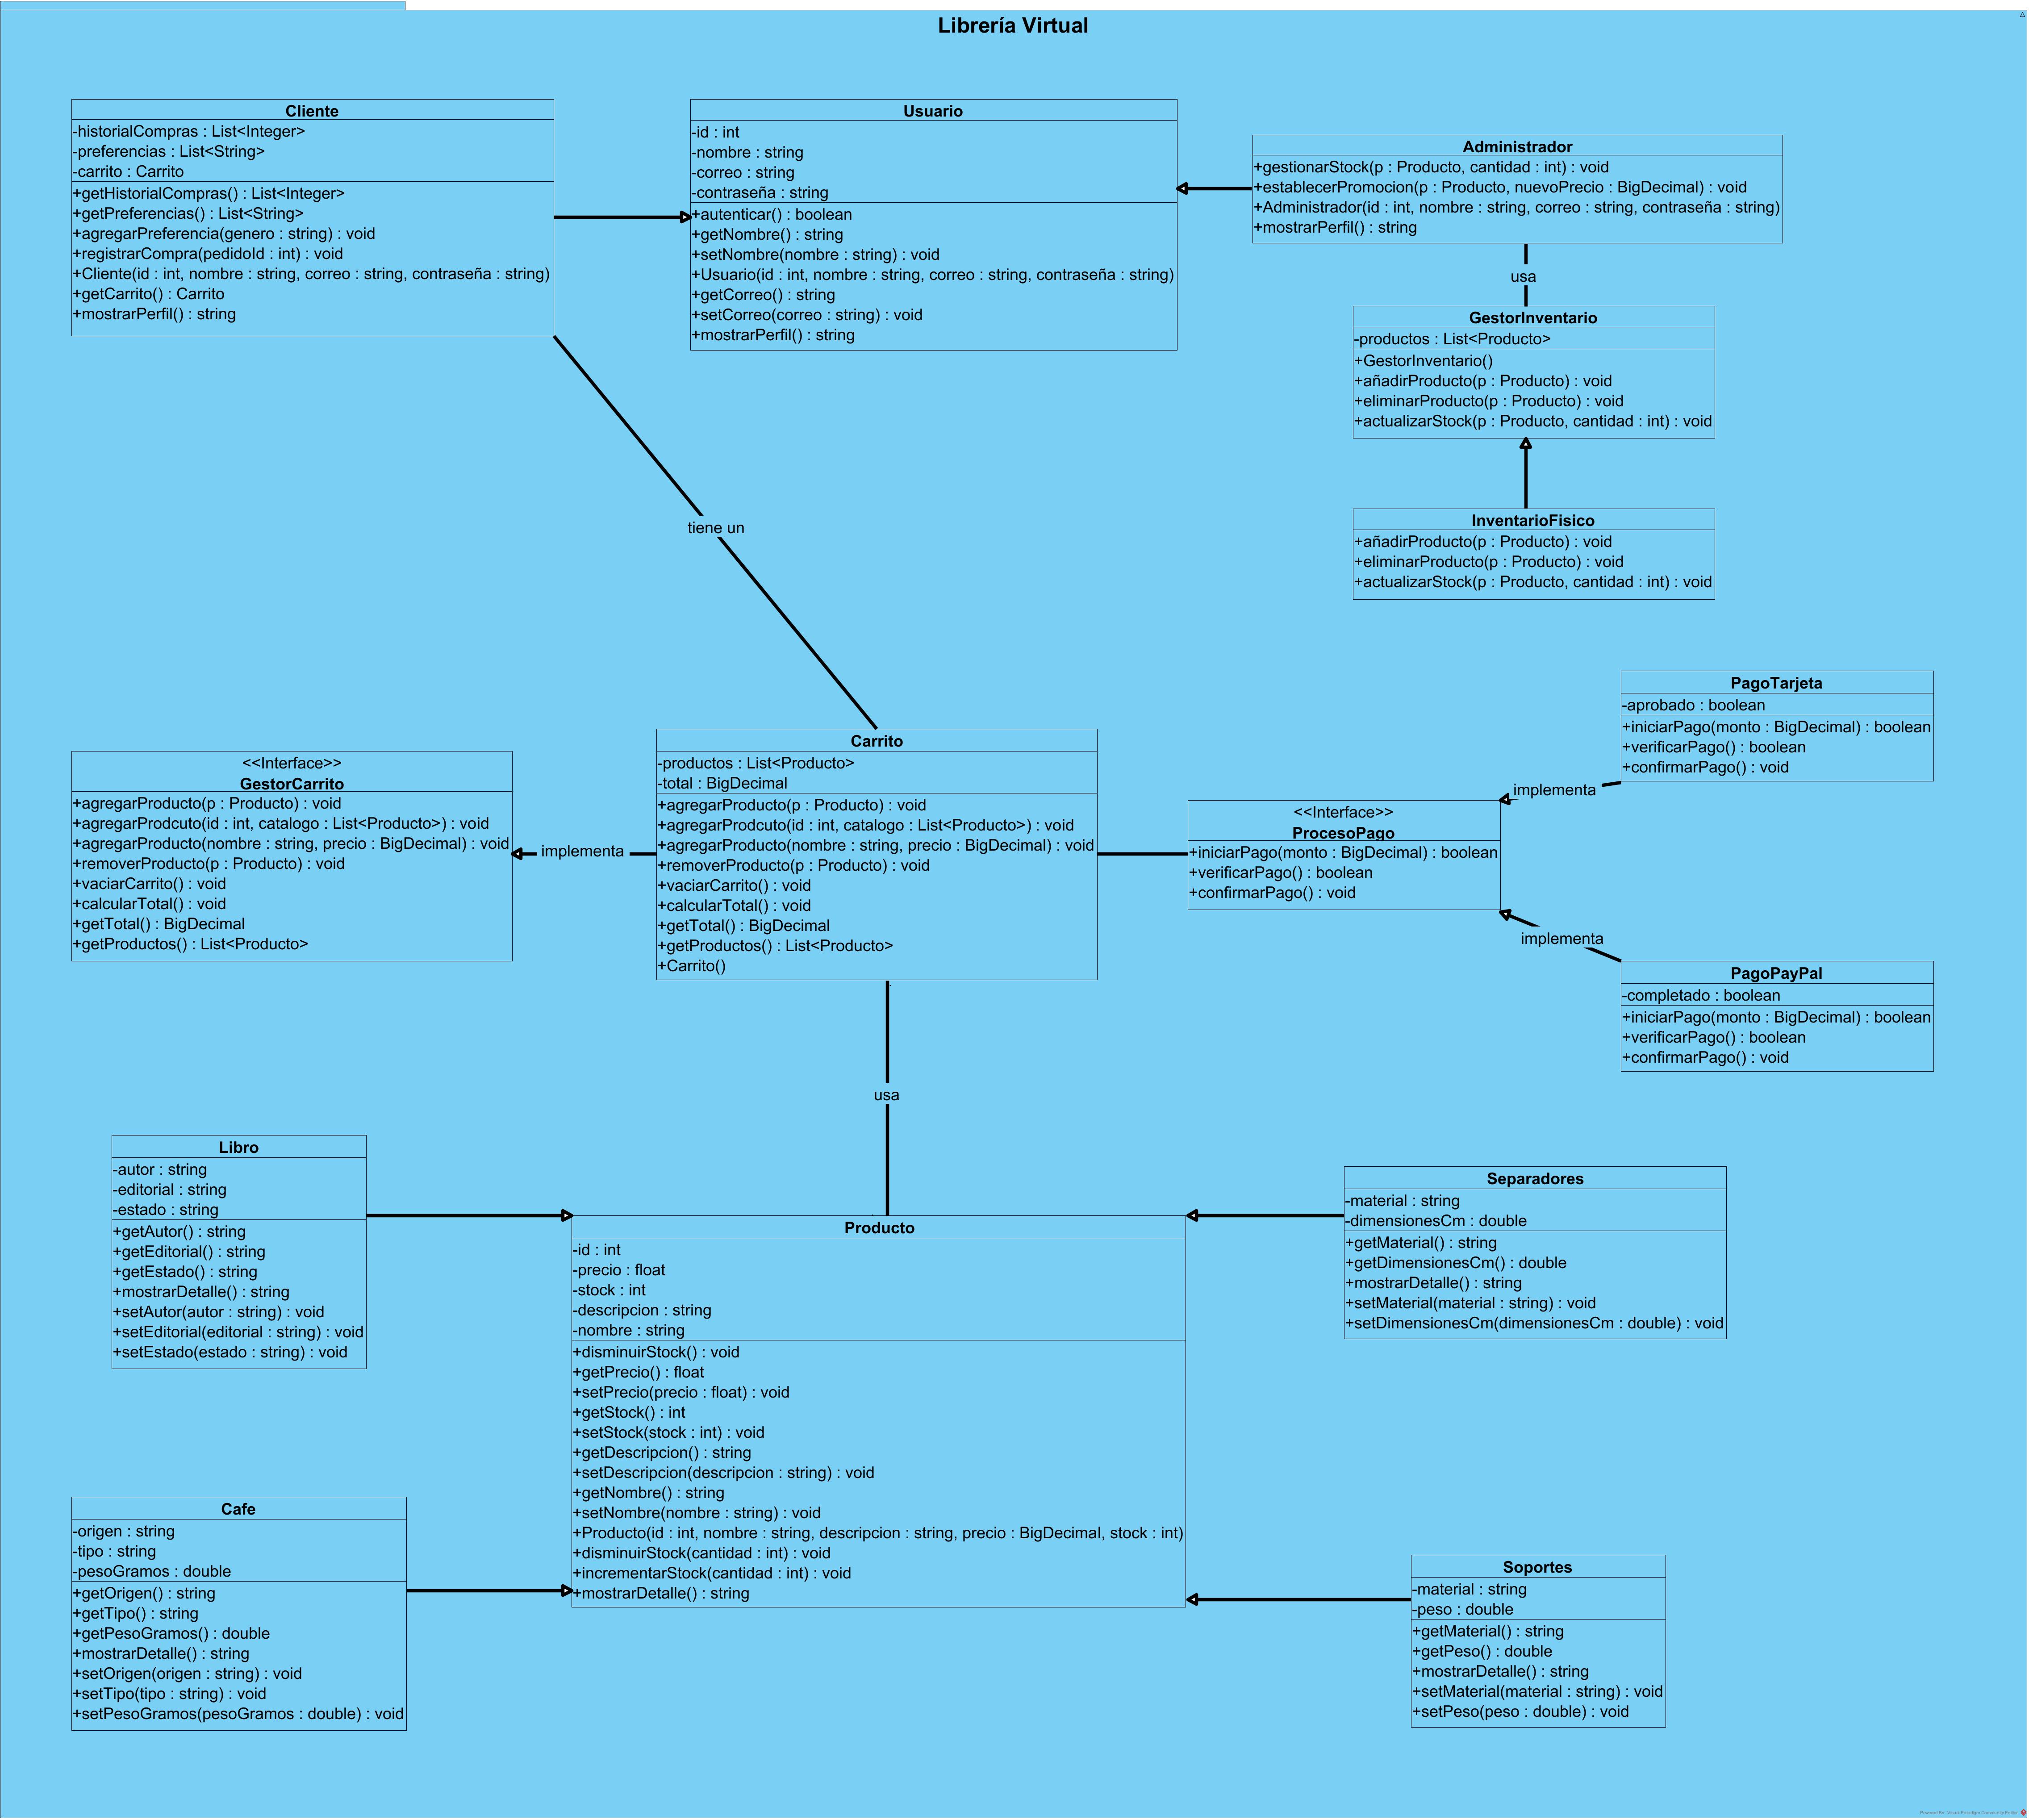 Librería Virtual
Cliente
-historialCompras : List<Integer>
-preferencias : List<String>
-carrito : Carrito
+getHistorialCompras() : List<Integer>
+getPreferencias() : List<String>
+agregarPreferencia(genero : string) : void
+registrarCompra(pedidoId : int) : void
+Cliente(id : int, nombre : string, correo : string, contraseña : string)
+getCarrito() : Carrito
+mostrarPerfil() : string
Usuario
-id : int
-nombre : string
-correo : string
-contraseña : string
+autenticar() : boolean
+getNombre() : string
+setNombre(nombre : string) : void
+Usuario(id : int, nombre : string, correo : string, contraseña : string)
+getCorreo() : string
+setCorreo(correo : string) : void
+mostrarPerfil() : string
Administrador
+gestionarStock(p : Producto, cantidad : int) : void
+establecerPromocion(p : Producto, nuevoPrecio : BigDecimal) : void
+Administrador(id : int, nombre : string, correo : string, contraseña : string)
+mostrarPerfil() : string
usa
GestorInventario
-productos : List<Producto>
+GestorInventario()
+añadirProducto(p : Producto) : void
+eliminarProducto(p : Producto) : void
+actualizarStock(p : Producto, cantidad : int) : void
InventarioFisico
+añadirProducto(p : Producto) : void
+eliminarProducto(p : Producto) : void
+actualizarStock(p : Producto, cantidad : int) : void
tiene un
<<Interface>>
GestorCarrito
+agregarProducto(p : Producto) : void
+agregarProdcuto(id : int, catalogo : List<Producto>) : void
+agregarProducto(nombre : string, precio : BigDecimal) : void
+removerProducto(p : Producto) : void
+vaciarCarrito() : void
+calcularTotal() : void
+getTotal() : BigDecimal
+getProductos() : List<Producto>
implementa
Carrito
-productos : List<Producto>
-total : BigDecimal
+agregarProducto(p : Producto) : void
+agregarProdcuto(id : int, catalogo : List<Producto>) : void
+agregarProducto(nombre : string, precio : BigDecimal) : void
+removerProducto(p : Producto) : void
+vaciarCarrito() : void
+calcularTotal() : void
+getTotal() : BigDecimal
+getProductos() : List<Producto>
+Carrito()
<<Interface>>
ProcesoPago
+iniciarPago(monto : BigDecimal) : boolean
+verificarPago() : boolean
+confirmarPago() : void
implementa
PagoTarjeta
-aprobado : boolean
+iniciarPago(monto : BigDecimal) : boolean
+verificarPago() : boolean
+confirmarPago() : void
implementa
PagoPayPal
-completado : boolean
+iniciarPago(monto : BigDecimal) : boolean
+verificarPago() : boolean
+confirmarPago() : void
usa
Libro
-autor : string
-editorial : string
-estado : string
+getAutor() : string
+getEditorial() : string
+getEstado() : string
+mostrarDetalle() : string
+setAutor(autor : string) : void
+setEditorial(editorial : string) : void
+setEstado(estado : string) : void
Producto
-id : int
-precio : float
-stock : int
-descripcion : string
-nombre : string
+disminuirStock() : void
+getPrecio() : float
+setPrecio(precio : float) : void
+getStock() : int
+setStock(stock : int) : void
+getDescripcion() : string
+setDescripcion(descripcion : string) : void
+getNombre() : string
+setNombre(nombre : string) : void
+Producto(id : int, nombre : string, descripcion : string, precio : BigDecimal, stock : int)
+disminuirStock(cantidad : int) : void
+incrementarStock(cantidad : int) : void
+mostrarDetalle() : string
Separadores
-material : string
-dimensionesCm : double
+getMaterial() : string
+getDimensionesCm() : double
+mostrarDetalle() : string
+setMaterial(material : string) : void
+setDimensionesCm(dimensionesCm : double) : void
Cafe
-origen : string
-tipo : string
-pesoGramos : double
+getOrigen() : string
+getTipo() : string
+getPesoGramos() : double
+mostrarDetalle() : string
+setOrigen(origen : string) : void
+setTipo(tipo : string) : void
+setPesoGramos(pesoGramos : double) : void
Soportes
-material : string
-peso : double
+getMaterial() : string
+getPeso() : double
+mostrarDetalle() : string
+setMaterial(material : string) : void
+setPeso(peso : double) : void
Powered By Visual Paradigm Community Edition